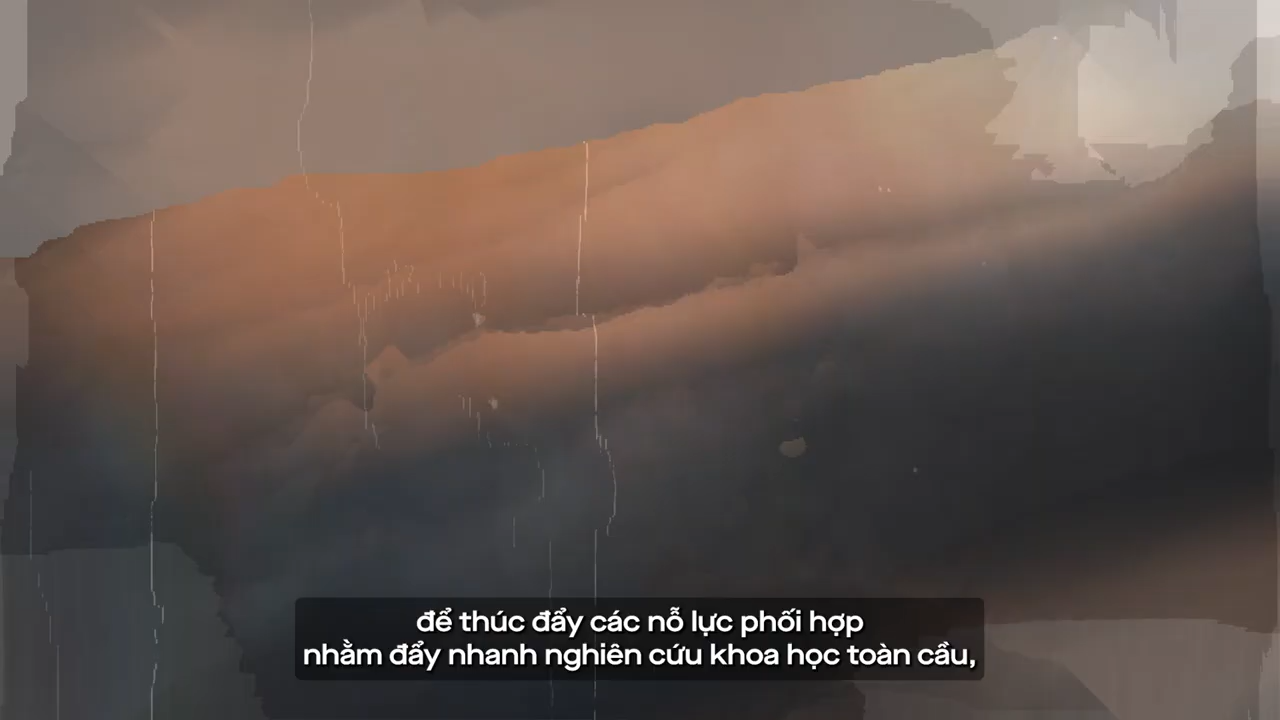 để thúc đẩy các nỗ lực phối hợp
nhằm đẩy nhanh nghiên cứu khoa học toàn cầu,